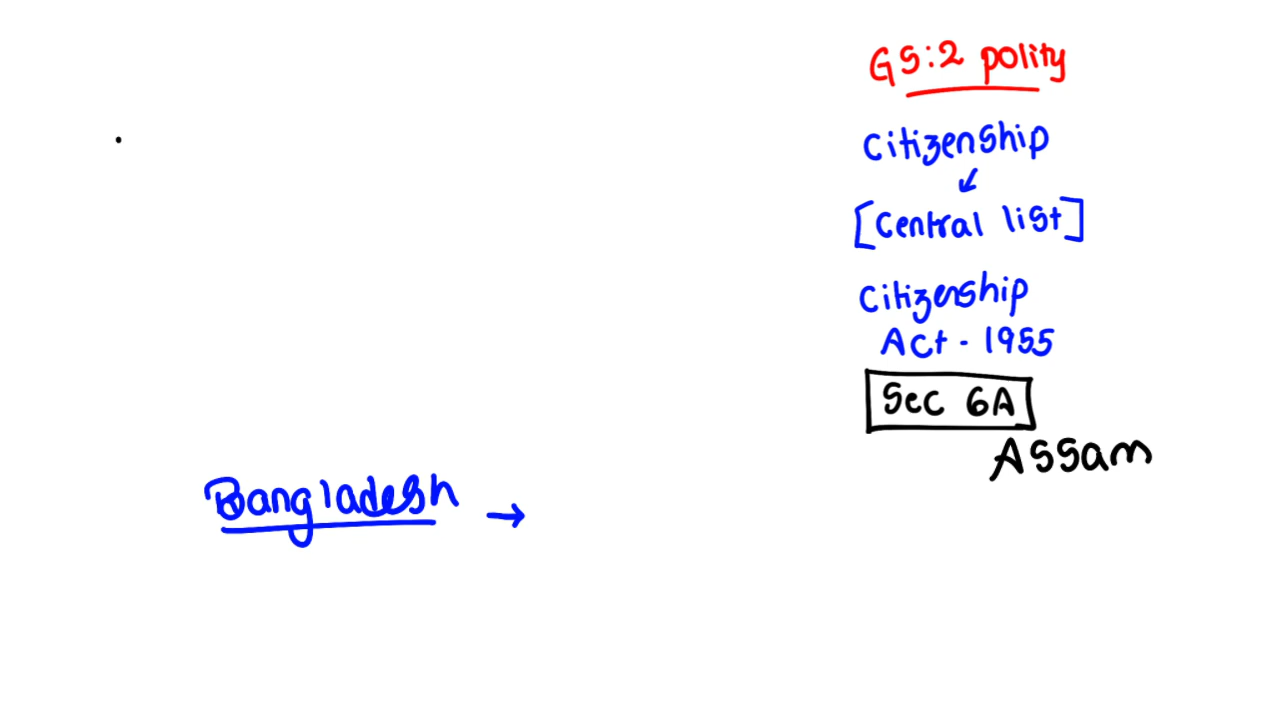 GS:2 polity
Citizenship
↙
[Central list]
Citizenship
Act - 1955
Sec 6A
Assam
Bangladesh →